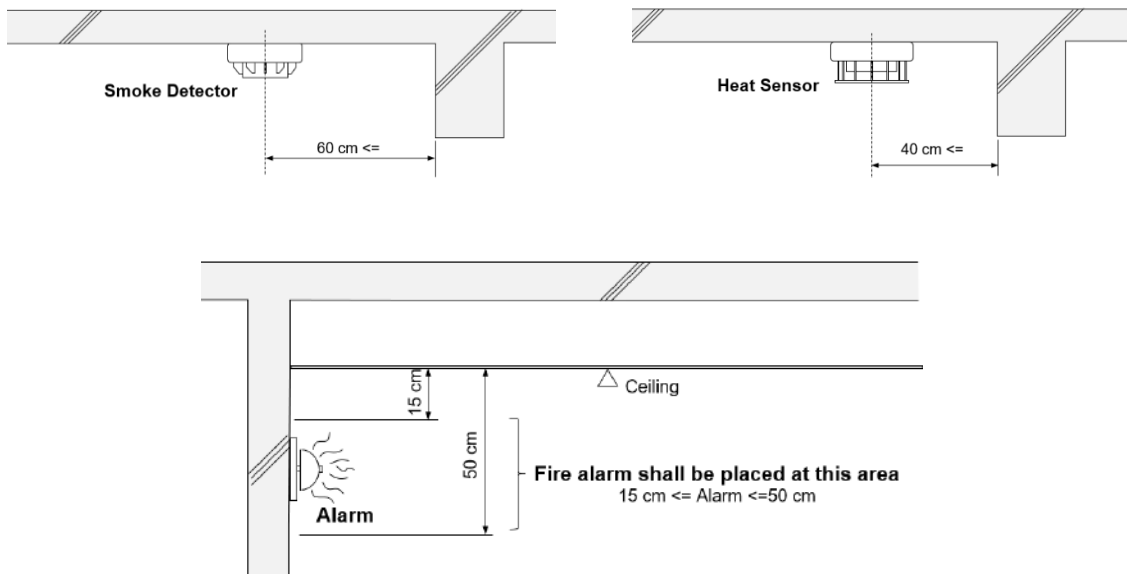 Smoke Detector
60 cm <=
Heat Sensor
40 cm <=
15 cm
50 cm
Ceiling
Fire alarm shall be placed at this area
15 cm <= Alarm <=50 cm
Alarm